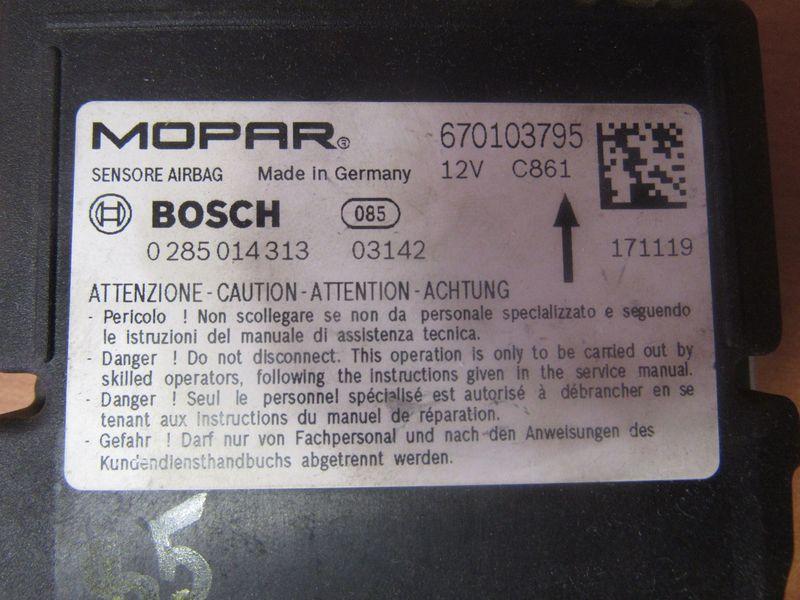 MOPAR®
670103795
SENSORE AIRBAG Made in Germany 12V C861
BOSCH 085
0 285 014 313 03142 171119
ATTENZIONE - CAUTION - ATTENTION - ACHTUNG
- Pericolo ! Non scollegare se non da personale specializzato e seguendo
le istruzioni del manuale di assistenza tecnica.
- Danger ! Do not disconnect. This operation is only to be carried out by
skilled operators, following the instructions given in the service manual.
- Danger ! Seul le personnel spécialisé est autorisé à débrancher en se
tenant aux instructions du manuel de réparation.
- Gefahr ! Darf nur von Fachpersonal und nach den Anweisungen des
Kundendiensthandbuchs abgetrennt werden.
55